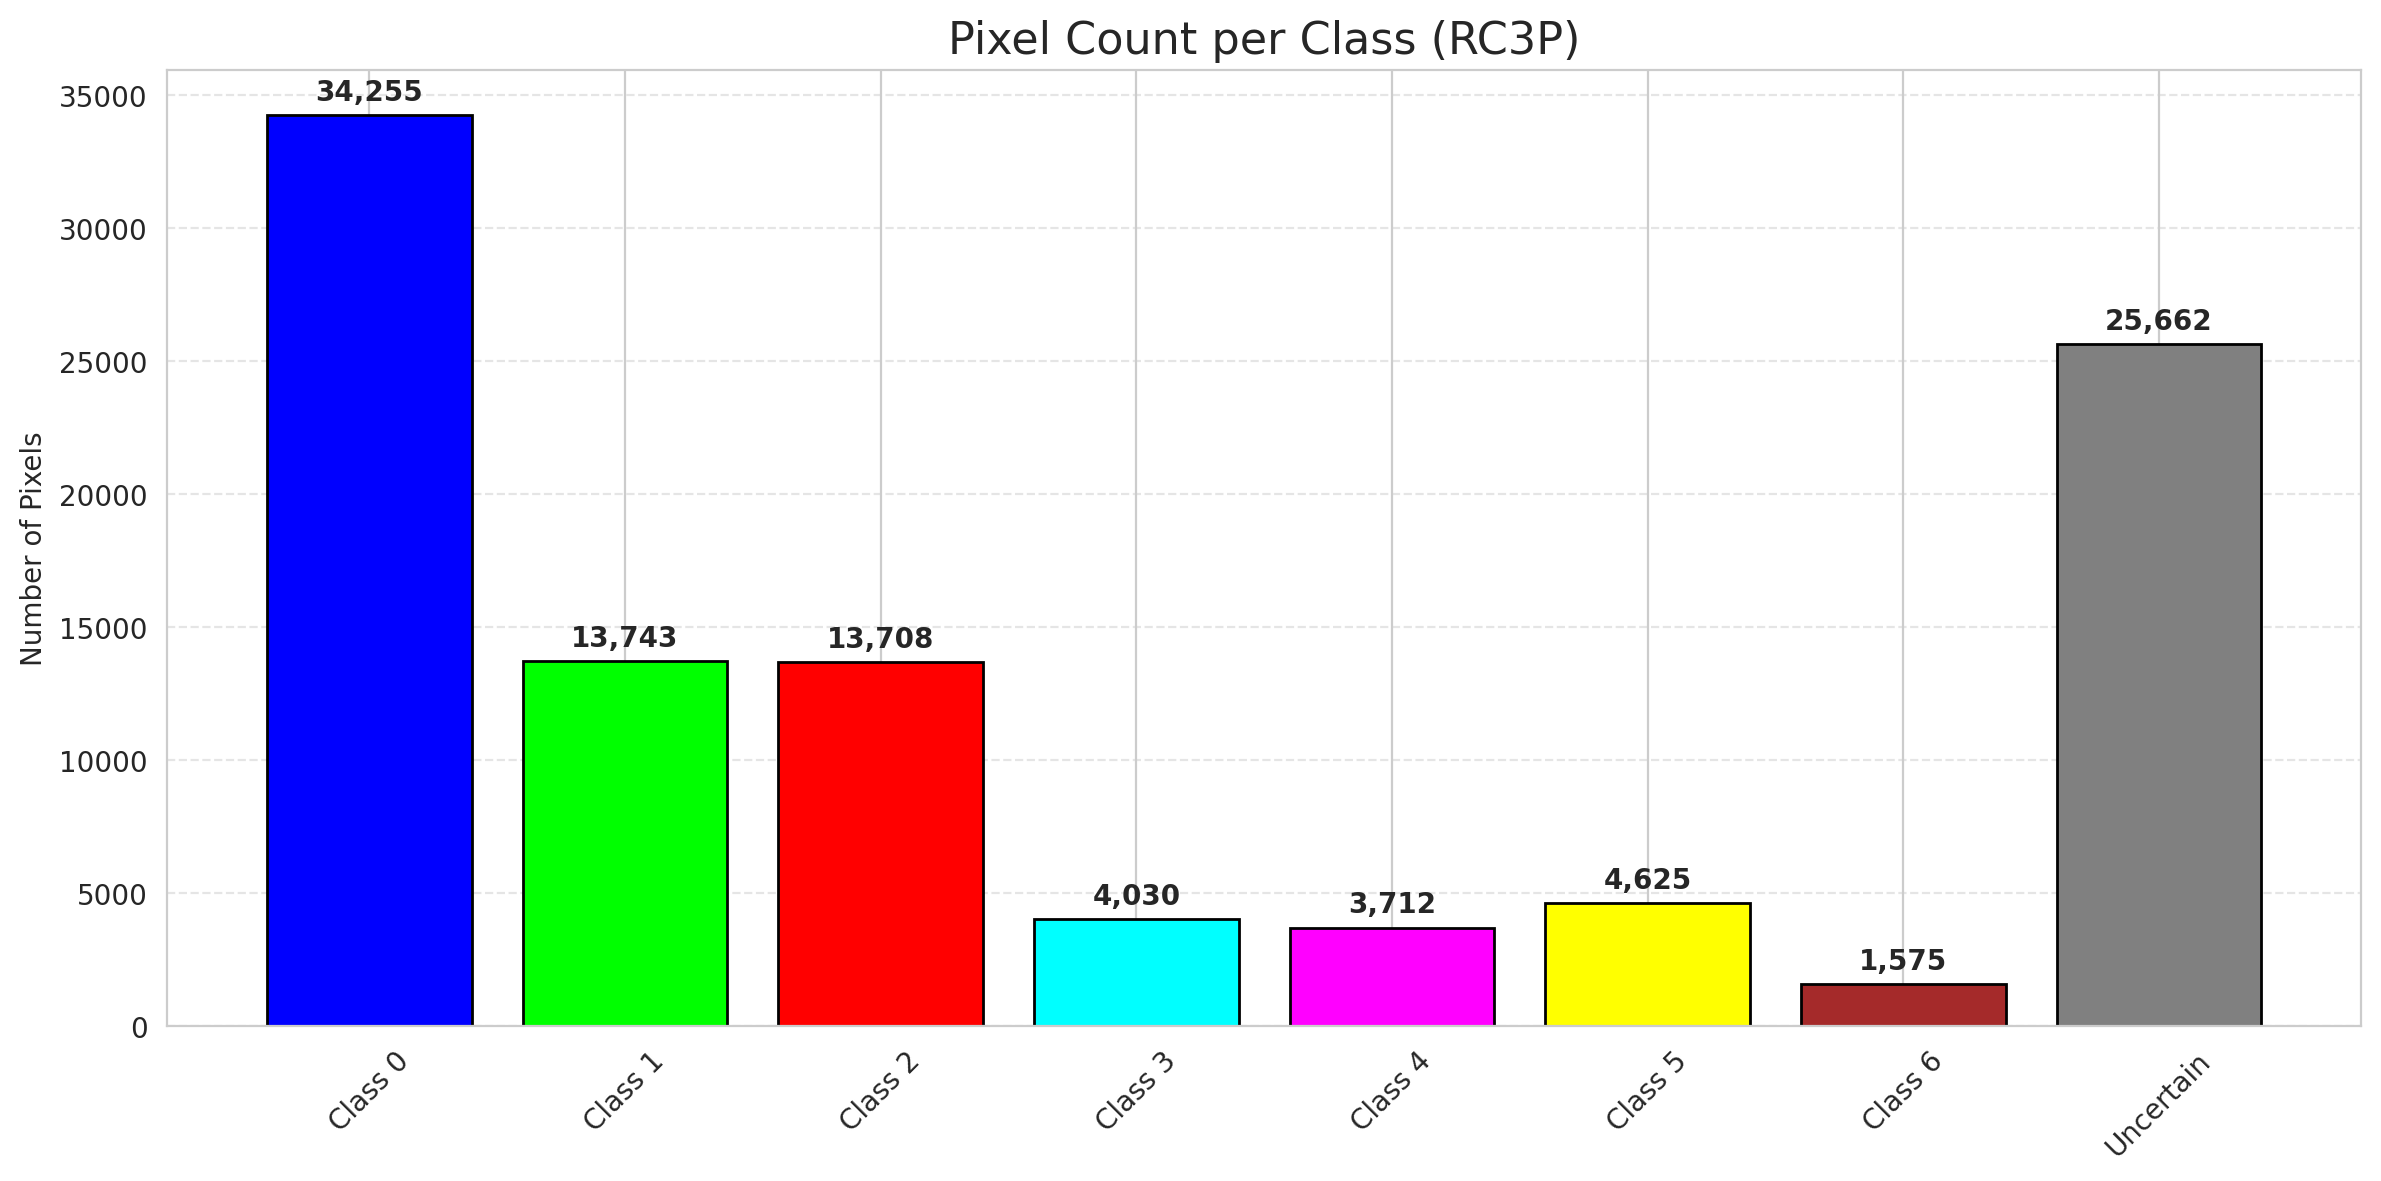 Pixel Count per Class (RC3P)
Number of Pixels
35000
30000
25000
20000
15000
10000
5000
0
34,255
13,743
13,708
4,030
3,712
4,625
1,575
25,662
Class 0
Class 1
Class 2
Class 3
Class 4
Class 5
Class 6
Uncertain